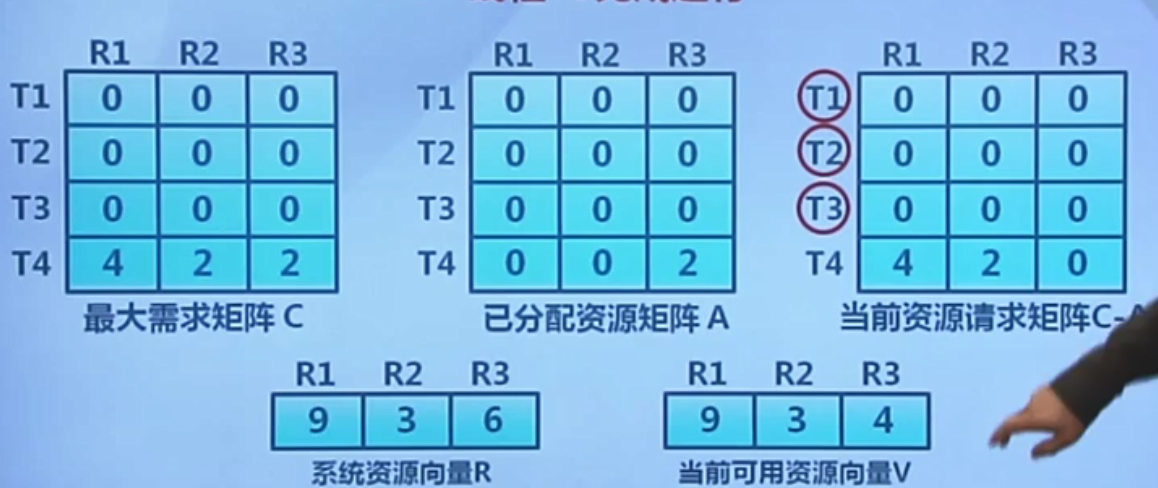 R1 R2 R3 R1 R2 R3 R1 R2 R3
T1 0 0 0 T1 0 0 0 T1 0 0 0
T2 0 0 0 T2 0 0 0 T2 0 0 0
T3 0 0 0 T3 0 0 0 T3 0 0 0
T4 4 2 2 T4 0 0 2 T4 4 2 0
最大需求矩阵 C 已分配资源矩阵 A 当前资源请求矩阵C-A
R1 R2 R3 R1 R2 R3
9 3 6 9 3 4
系统资源向量R 当前可用资源向量V